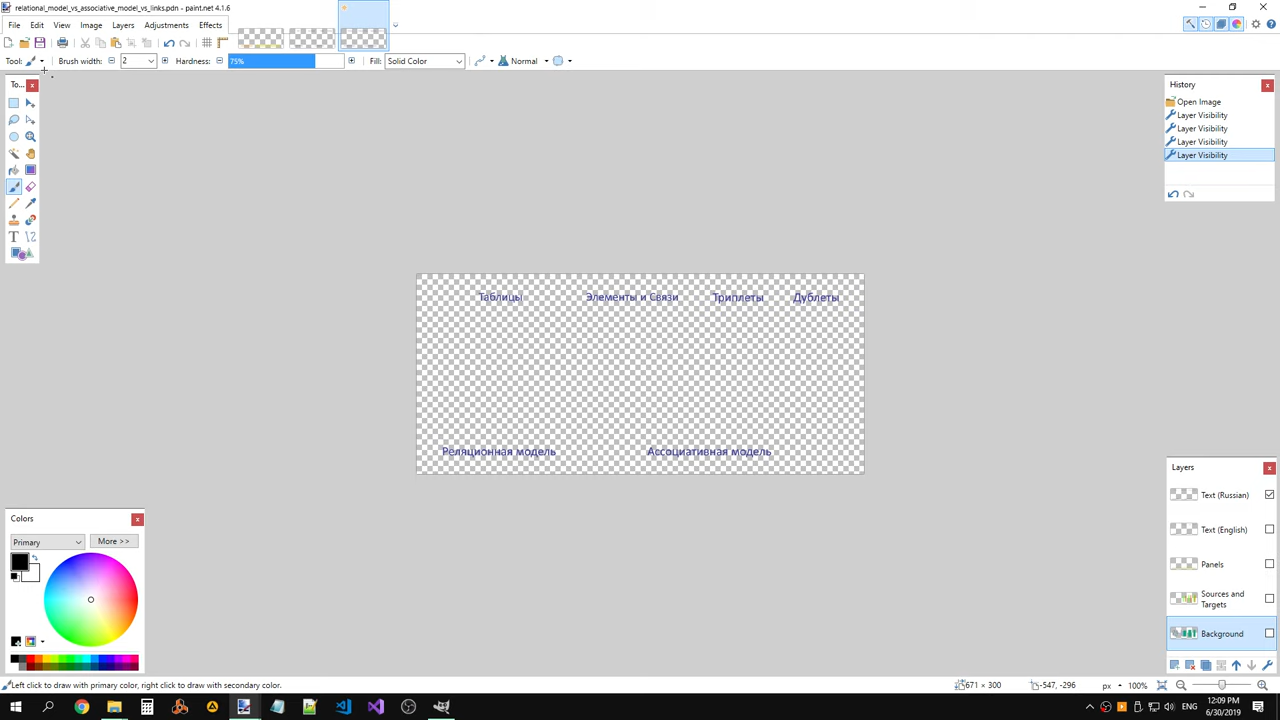 relational_model_vs_associative_model_vs_links.pdn - paint.net 4.1.6
File Edit View Image Layers Adjustments Effects
Tool: Brush width: 2 Hardness: 75% Fill: Solid Color Normal
To...
History
Open Image
Layer Visibility
Layer Visibility
Layer Visibility
Layer Visibility
Таблицы Элементы и Связи Триплеты Дублеты
Реляционная модель Ассоциативная модель
Layers
Text (Russian)
Text (English)
Panels
Sources and
Targets
Background
Colors
Primary More >>
Left click to draw with primary color, right click to draw with secondary color.
671 × 300 -547, -296 px 100%
ENG 12:09 PM
6/30/2019